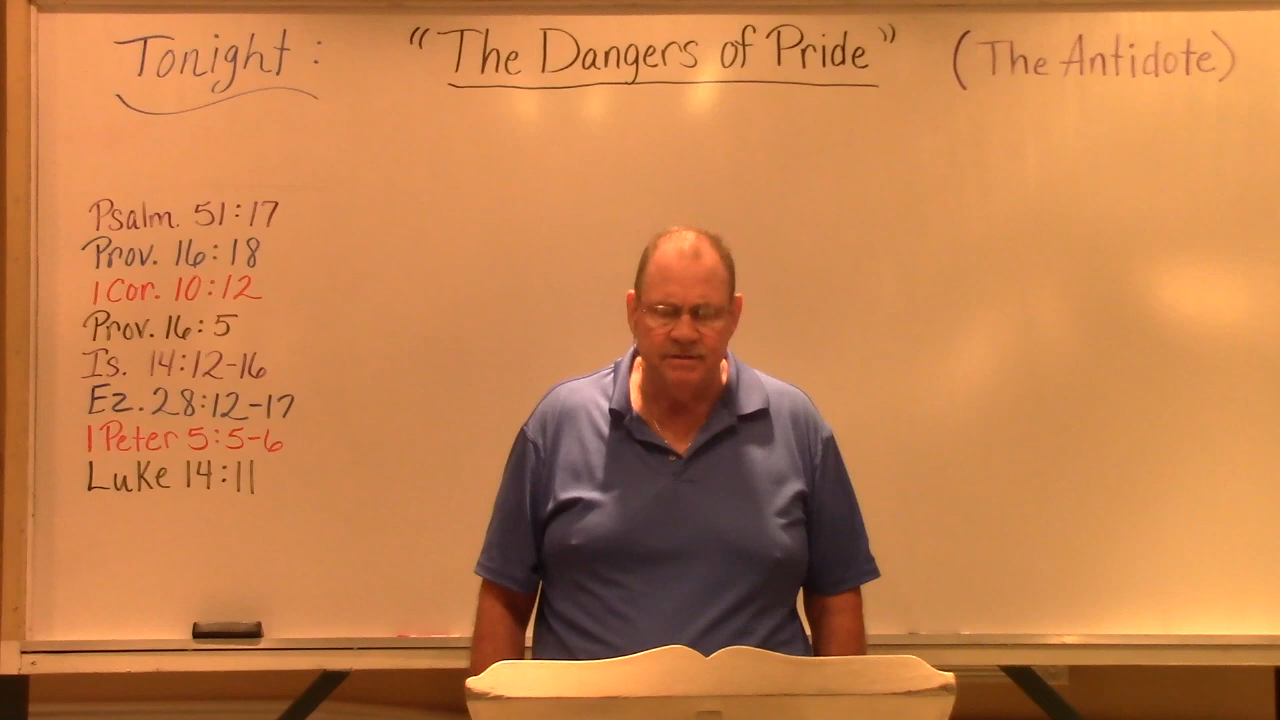 Tonight : "The Dangers of Pride" (The Antidote)
Psalm. 51:17
Prov. 16:18
1 Cor. 10:12
Prov. 16:5
Is. 14:12-16
Ez. 28:12-17
1 Peter 5:5-6
Luke 14:11